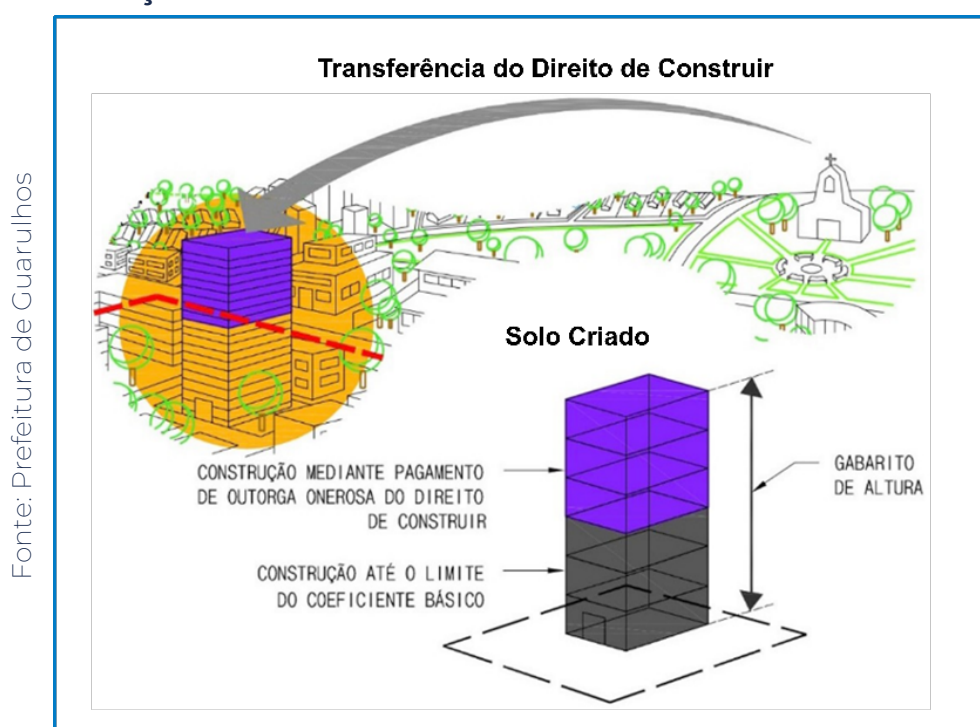 Transferência do Direito de Construir
Fonte: Prefeitura de Guarulhos
Solo Criado
CONSTRUÇÃO MEDIANTE PAGAMENTO
DE OUTORGA ONEROSA DO DIREITO
DE CONSTRUIR
GABARITO
DE ALTURA
CONSTRUÇÃO ATÉ O LIMITE
DO COEFICIENTE BÁSICO